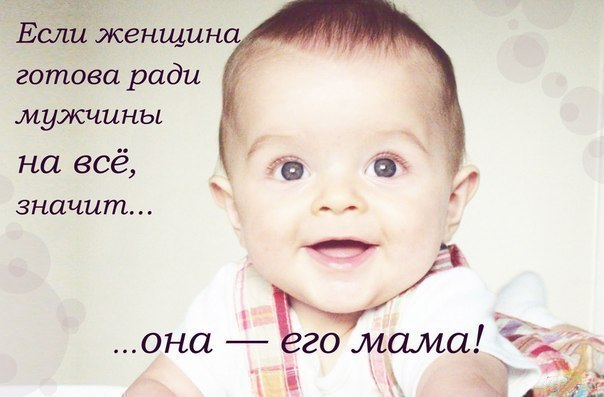 Если женщина
готова ради
мужчины
на всё,
значит...
...она — его мама!